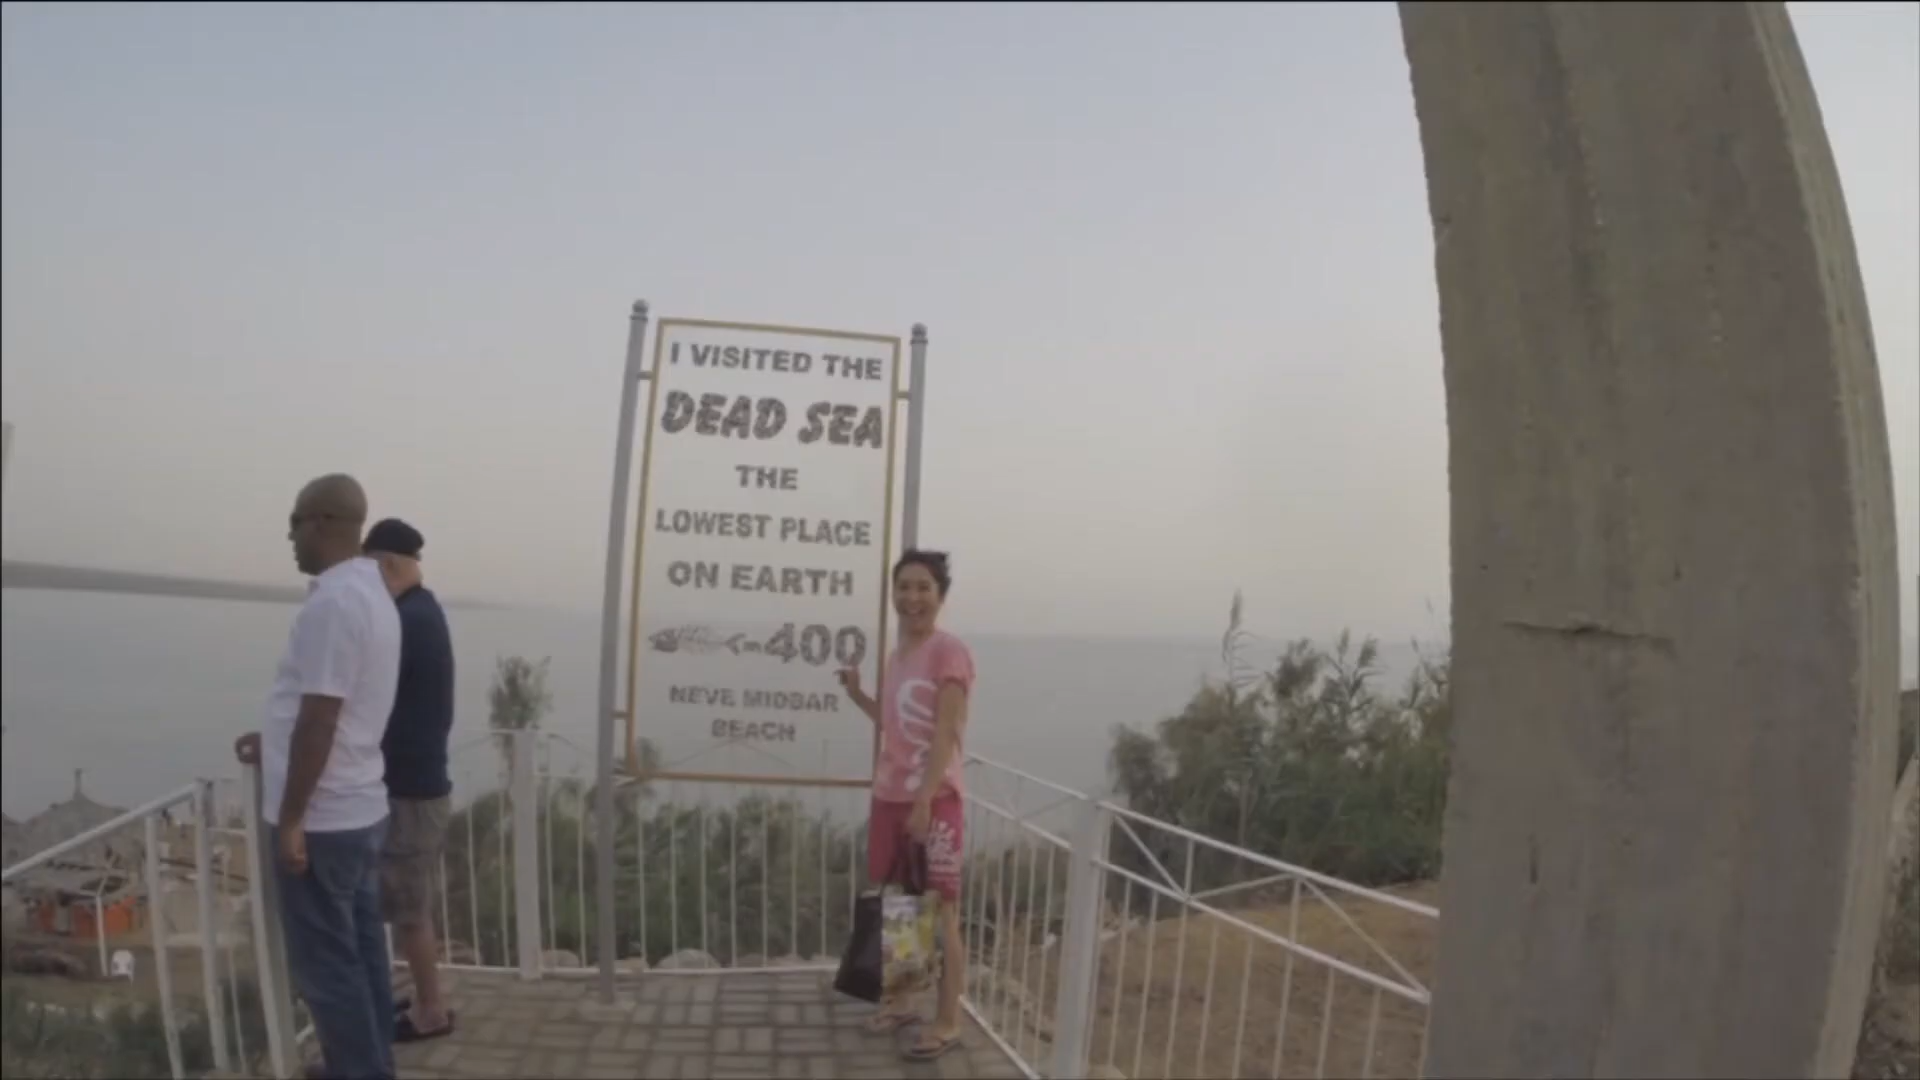 I VISITED THE
DEAD SEA
THE
LOWEST PLACE
ON EARTH
m-400
NEVE MIDBAR
BEACH